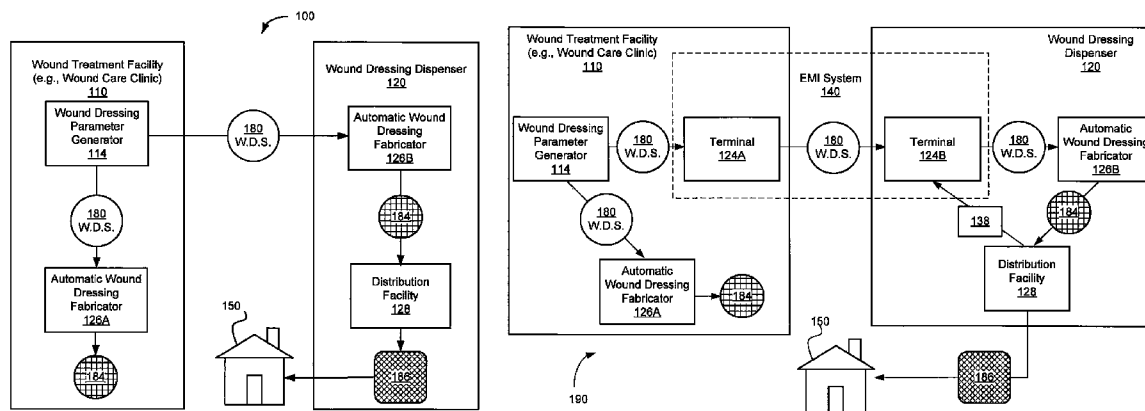 100
Wound Treatment Facility
(e.g., Wound Care Clinic)
110
Wound Dressing
Parameter
Generator
114
180
W.D.S.
Automatic Wound
Dressing
Fabricator
126A
184
180
W.D.S.
Wound Dressing Dispenser
120
Automatic Wound
Dressing
Fabricator
126B
184
Distribution
Facility
128
186
150
Wound Treatment Facility
(e.g., Wound Care Clinic)
110
Wound Dressing
Parameter
Generator
114
180
W.D.S.
180
W.D.S.
Automatic
Wound Dressing
Fabricator
126A
184
EMI System
140
Terminal
124A
180
W.D.S.
Terminal
124B
Wound Dressing
Dispenser
120
180
W.D.S.
Automatic
Wound Dressing
Fabricator
126B
184
138
Distribution
Facility
128
186
150
190